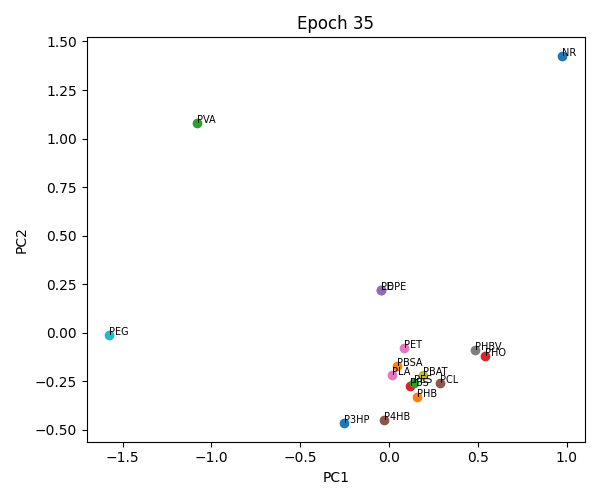 Epoch 35
1.50
NR
1.25
PVA
1.00
0.75
PC2
0.50
0.25
0.00
PEG
PET
PHBV
PHO
PBSA
PLA
PBAT
−0.25
PCL
PHB
P4HB
P3HP
−0.50
−1.5
−1.0
−0.5
0.0
0.5
1.0
PC1